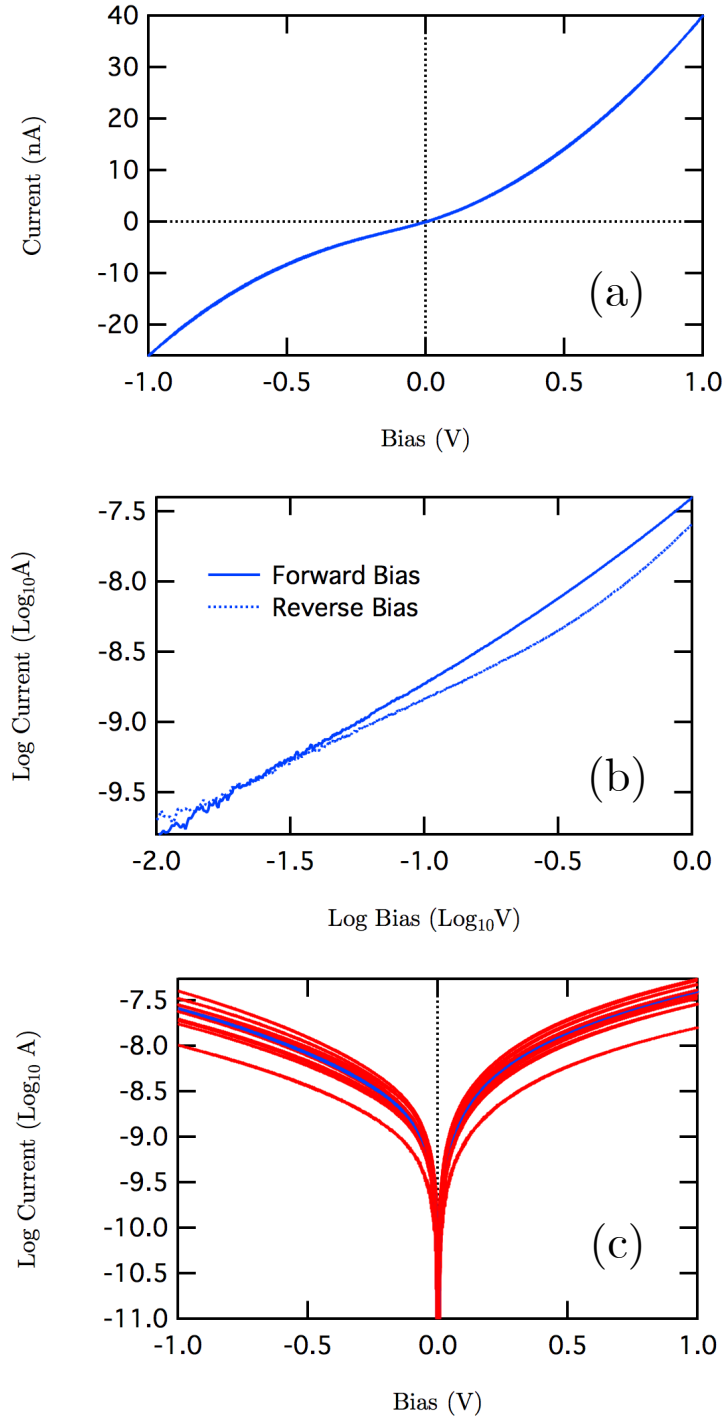 40
30
20
10
0
-10
-20
Current (nA)
(a)
-1.0 -0.5 0.0 0.5 1.0
Bias (V)
-7.5
-8.0
-8.5
-9.0
-9.5
Log Current (Log₁₀A)
Forward Bias
Reverse Bias
(b)
-2.0 -1.5 -1.0 -0.5 0.0
Log Bias (Log₁₀V)
-7.5
-8.0
-8.5
-9.0
-9.5
-10.0
-10.5
-11.0
Log Current (Log₁₀ A)
(c)
-1.0 -0.5 0.0 0.5 1.0
Bias (V)